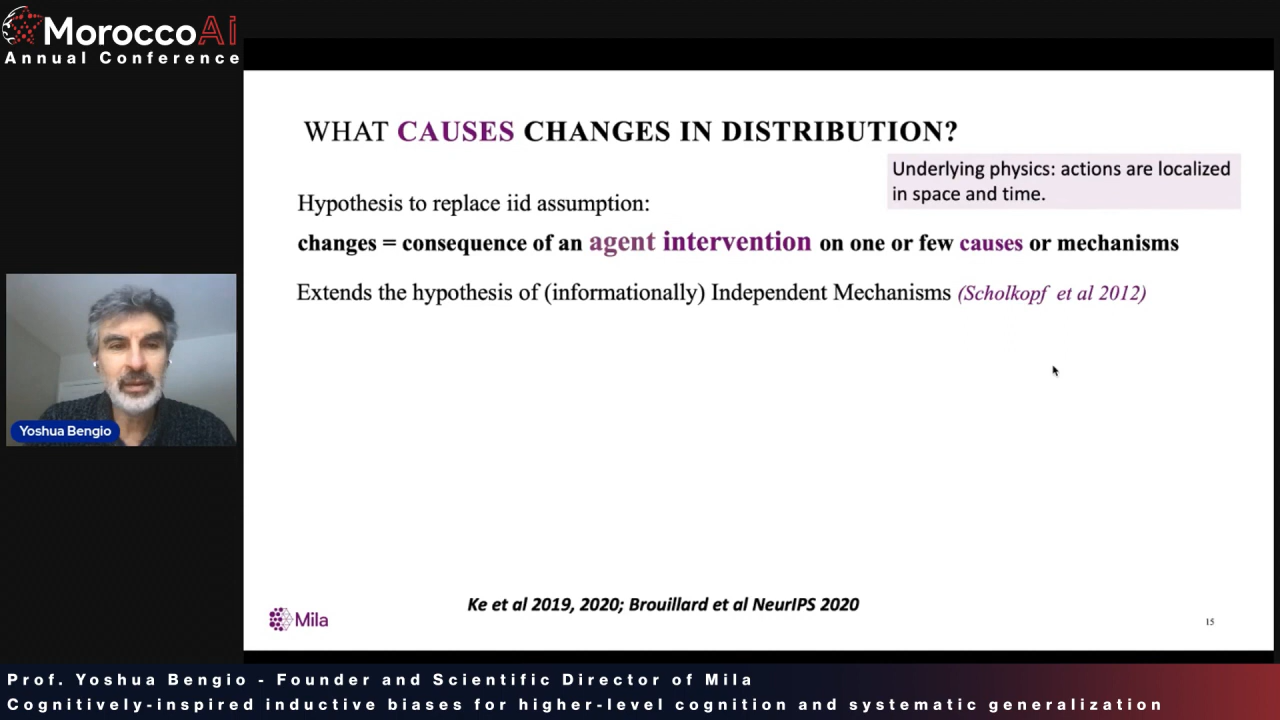 MoroccoAi
Annual Conference
WHAT CAUSES CHANGES IN DISTRIBUTION?
Underlying physics: actions are localized
in space and time.
Hypothesis to replace iid assumption:
changes = consequence of an agent intervention on one or few causes or mechanisms
Extends the hypothesis of (informationally) Independent Mechanisms (Scholkopf et al 2012)
Yoshua Bengio
Ke et al 2019, 2020; Brouillard et al NeurIPS 2020
Mila
15
Prof. Yoshua Bengio - Founder and Scientific Director of Mila
Cognitively-inspired inductive biases for higher-level cognition and systematic generalization